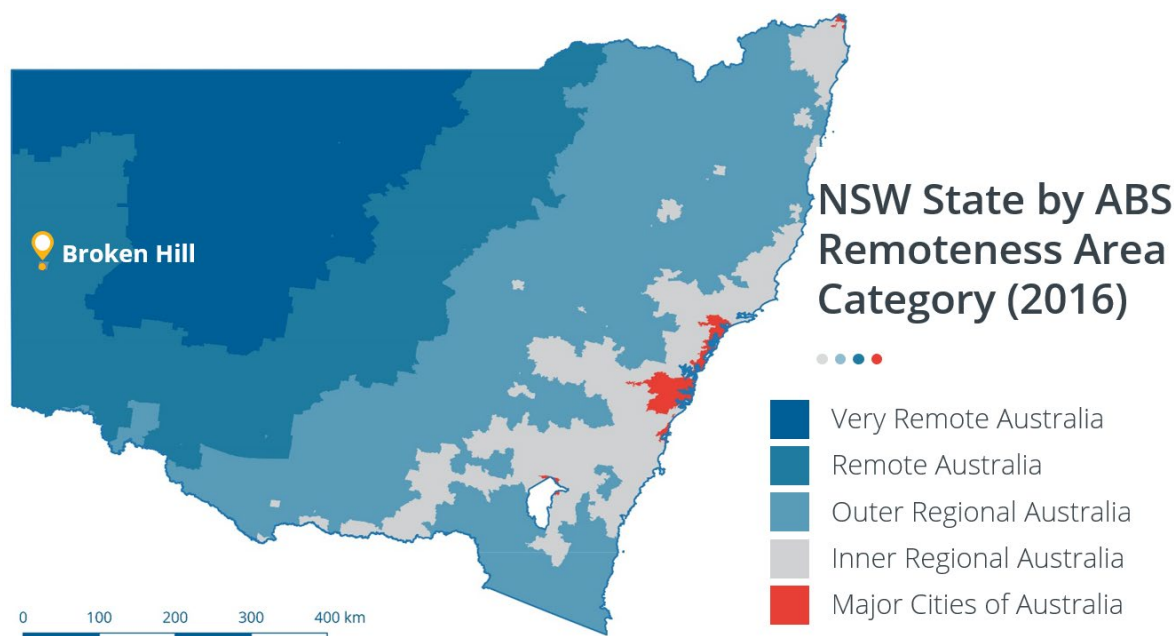 Broken Hill
NSW State by ABS
Remoteness Area
Category (2016)
Very Remote Australia
Remote Australia
Outer Regional Australia
Inner Regional Australia
Major Cities of Australia
0 100 200 300 400 km